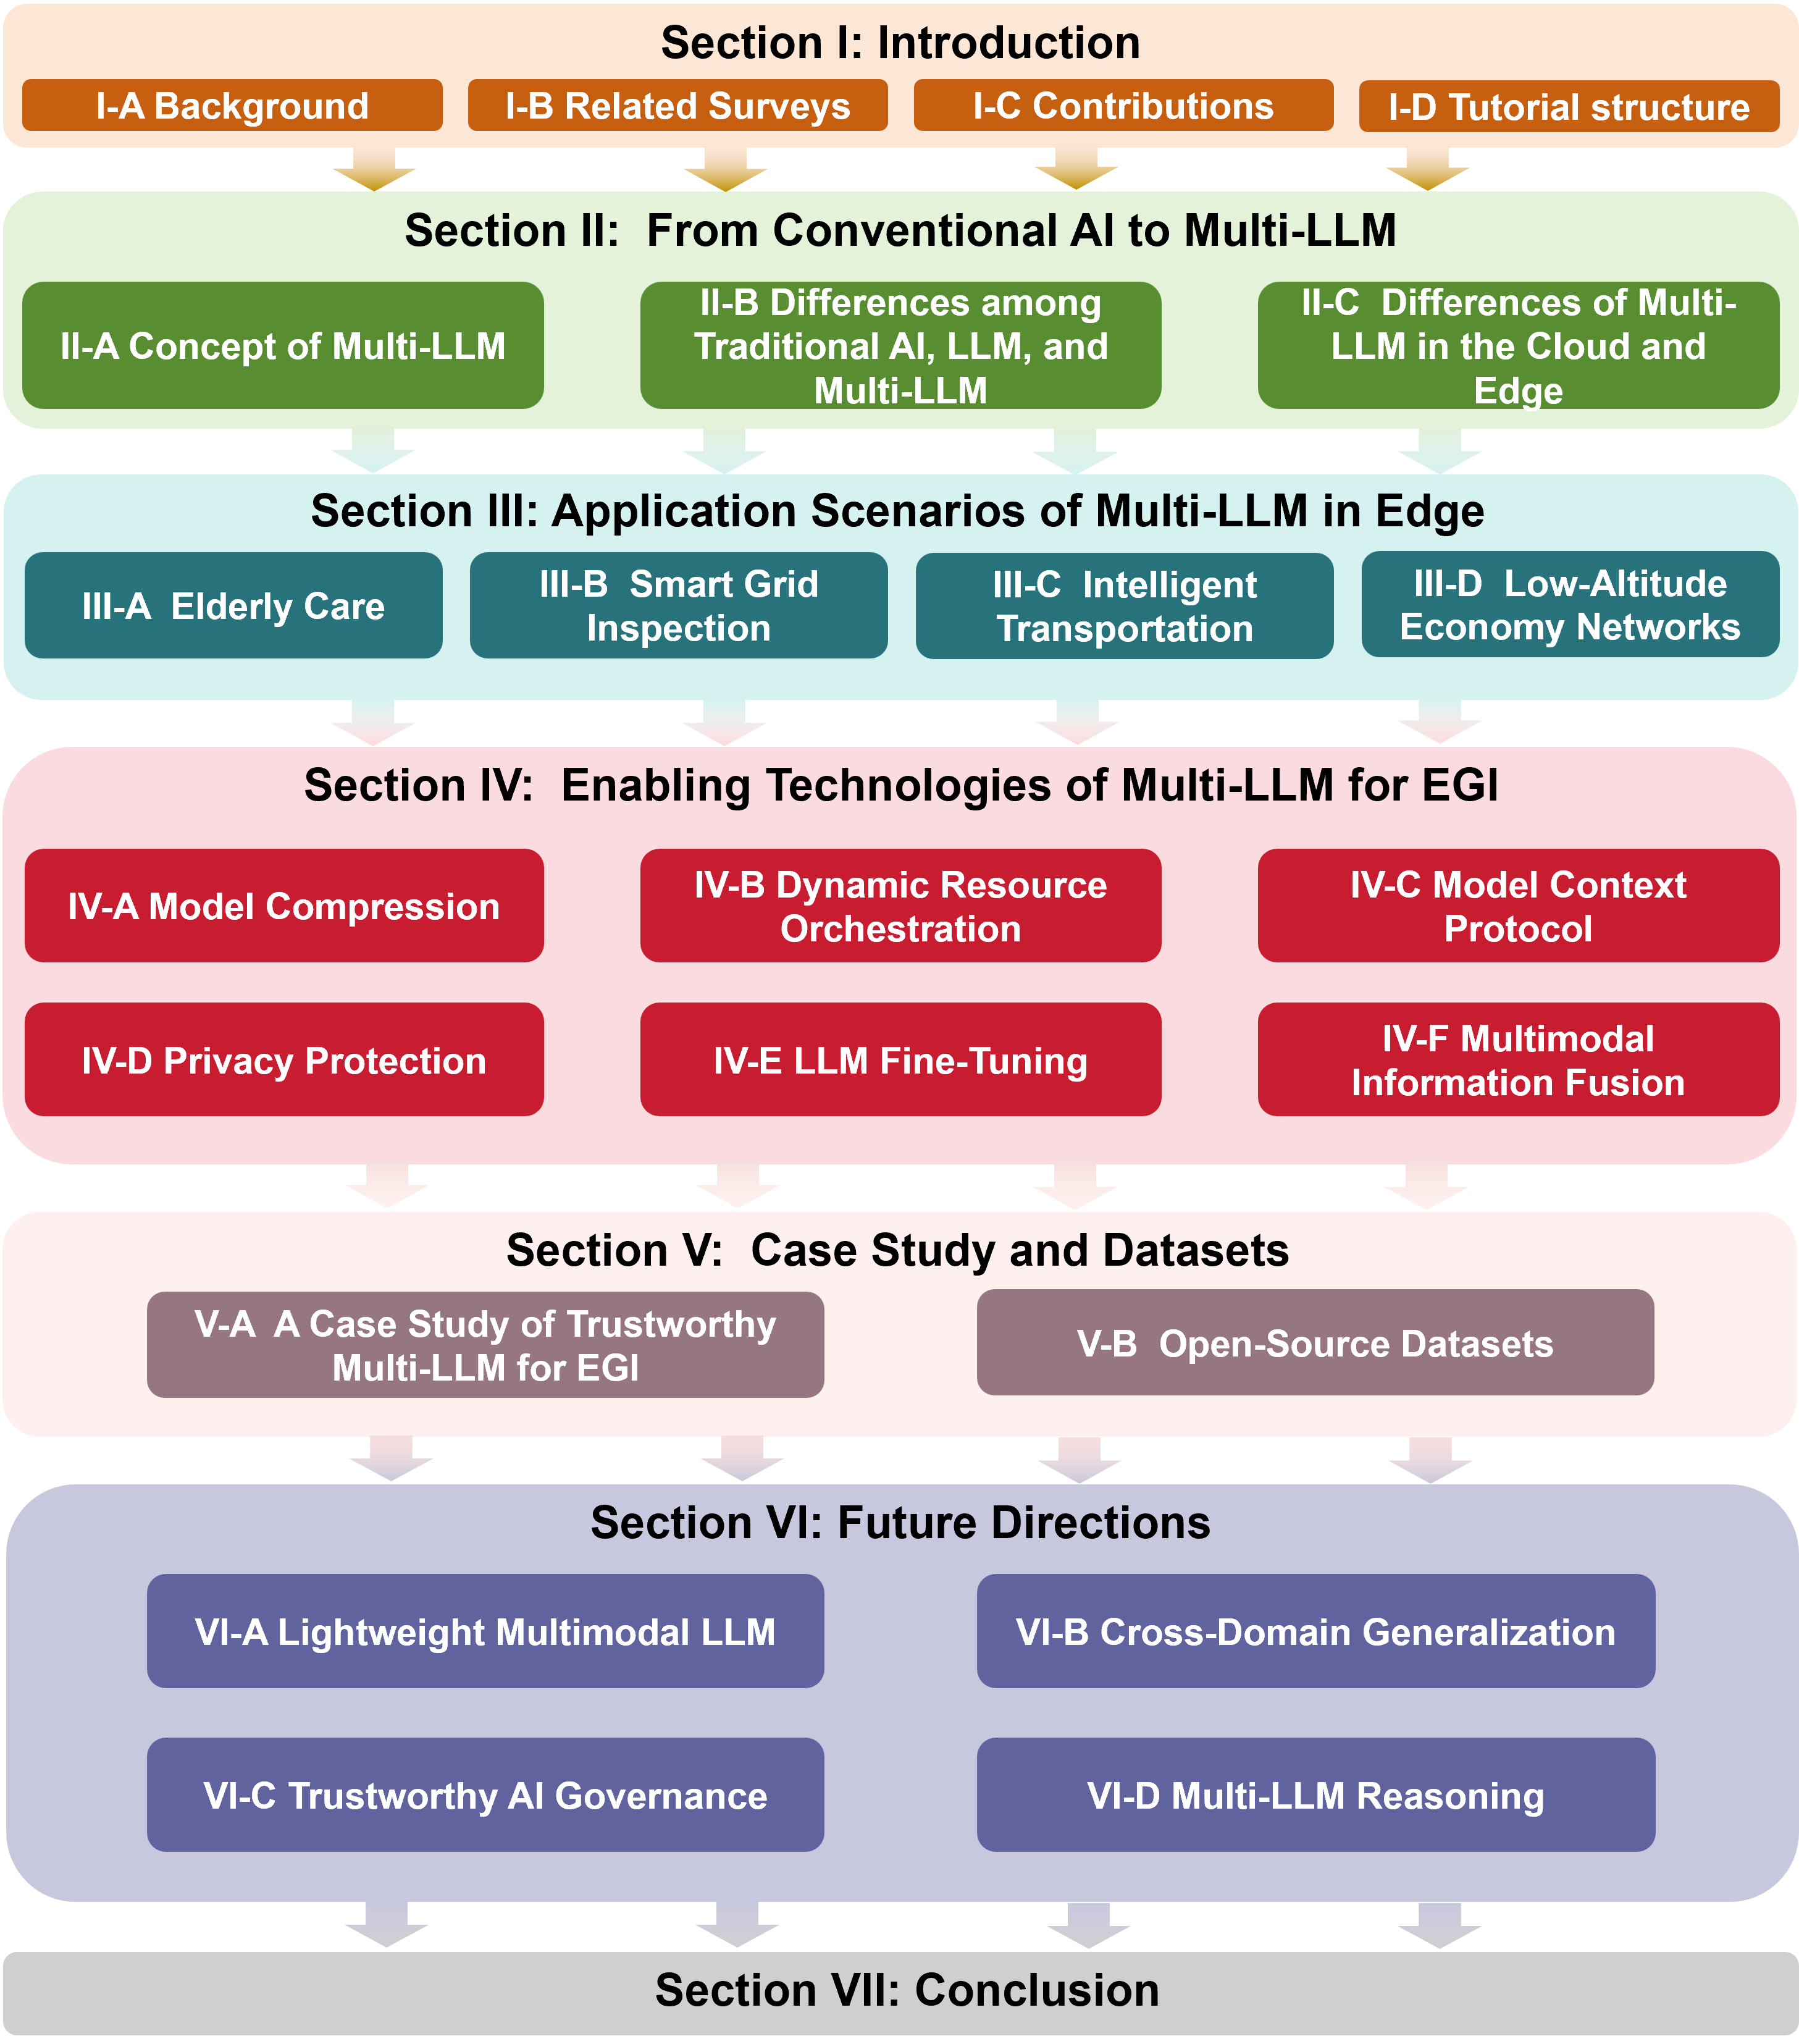 Section I: Introduction
I-A Background
I-B Related Surveys
I-C Contributions
I-D Tutorial structure
Section II: From Conventional AI to Multi-LLM
II-A Concept of Multi-LLM
II-B Differences among
Traditional AI, LLM, and
Multi-LLM
II-C Differences of Multi-
LLM in the Cloud and
Edge
Section III: Application Scenarios of Multi-LLM in Edge
III-A Elderly Care
III-B Smart Grid
Inspection
III-C Intelligent
Transportation
III-D Low-Altitude
Economy Networks
Section IV: Enabling Technologies of Multi-LLM for EGI
IV-A Model Compression
IV-B Dynamic Resource
Orchestration
IV-C Model Context
Protocol
IV-D Privacy Protection
IV-E LLM Fine-Tuning
IV-F Multimodal
Information Fusion
Section V: Case Study and Datasets
V-A A Case Study of Trustworthy
Multi-LLM for EGI
V-B Open-Source Datasets
Section VI: Future Directions
VI-A Lightweight Multimodal LLM
VI-B Cross-Domain Generalization
VI-C Trustworthy AI Governance
VI-D Multi-LLM Reasoning
Section VII: Conclusion